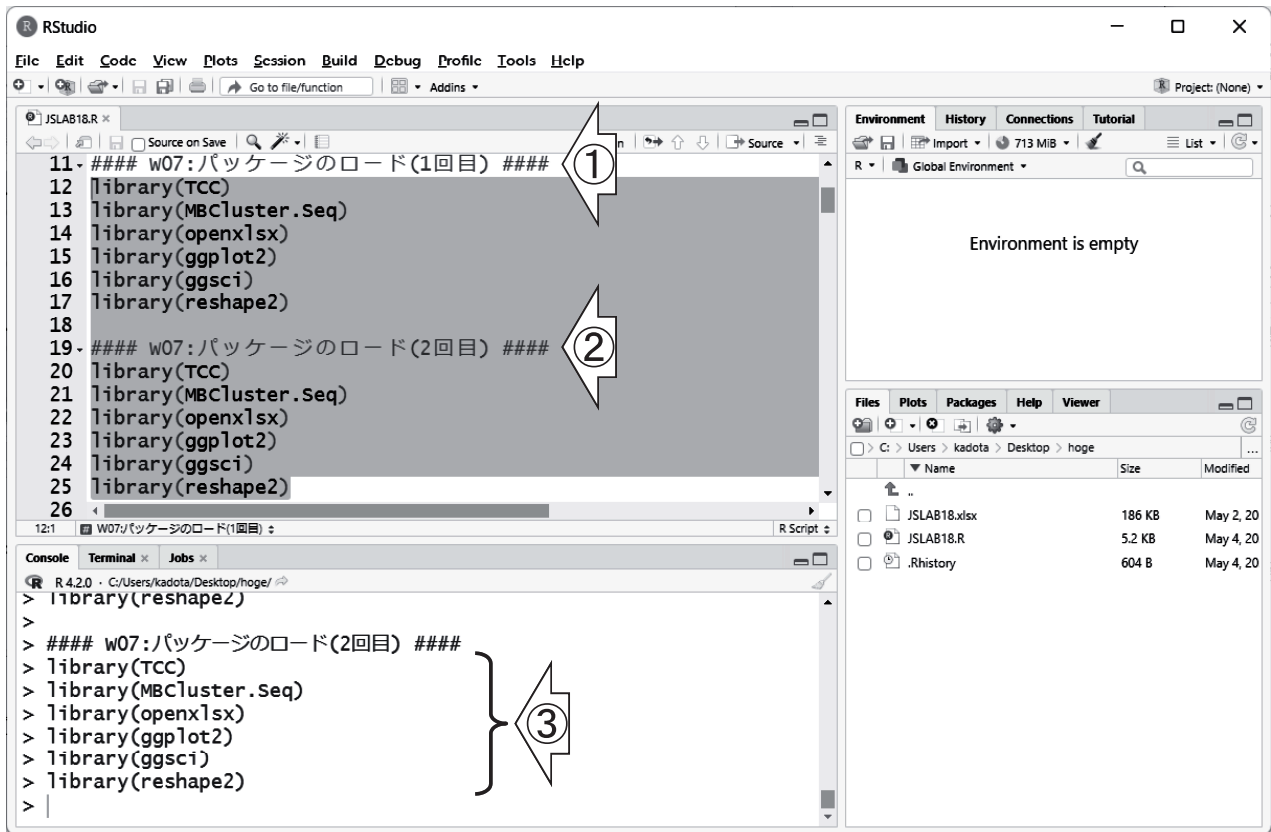 RStudio
File Edit Code View Plots Session Build Debug Profile Tools Help
Go to file/function Addins Project: (None)
JSLAB18.R
Source on Save Source
11 #### W07:パッケージのロード(1回目) ####
①
12 library(TCC)
13 library(MBCluster.Seq)
14 library(openxlsx)
15 library(ggplot2)
16 library(ggsci)
17 library(reshape2)
18
19 #### W07:パッケージのロード(2回目) ####
②
20 library(TCC)
21 library(MBCluster.Seq)
22 library(openxlsx)
23 library(ggplot2)
24 library(ggsci)
25 library(reshape2)
26
12:1 # W07:パッケージのロード(1回目) R Script
Console Terminal Jobs
R R 4.2.0 · C:/Users/kadota/Desktop/hoge/
> library(reshape2)
>
> #### W07:パッケージのロード(2回目) ####
> library(TCC)
> library(MBCluster.Seq)
> library(openxlsx)
> library(ggplot2)
> library(ggsci)
> library(reshape2)
>
③
Environment History Connections Tutorial
Import 713 MiB List
R Global Environment
Environment is empty
Files Plots Packages Help Viewer
C: > Users > kadota > Desktop > hoge ...
Name Size Modified
..
JSLAB18.xlsx 186 KB May 2, 20
JSLAB18.R 5.2 KB May 4, 20
.Rhistory 604 B May 4, 20